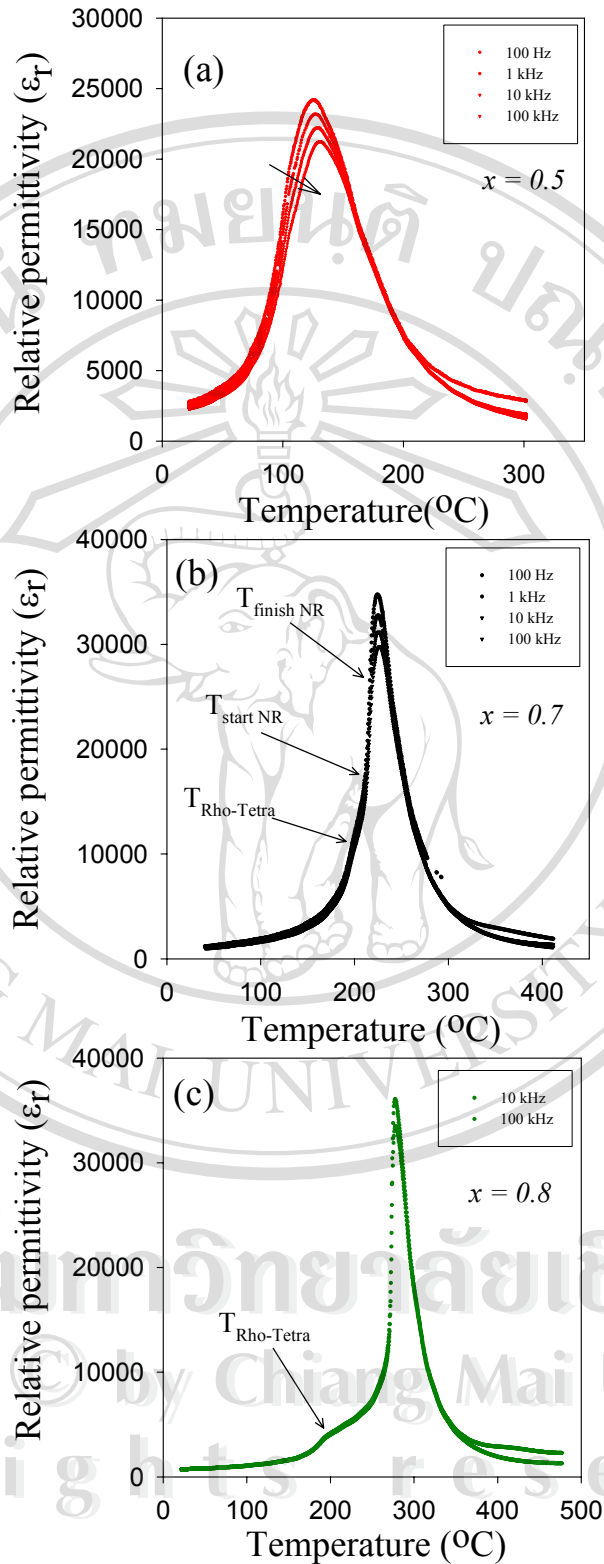 (a)
Relative permittivity (εr)
30000
25000
20000
15000
10000
5000
0
100 Hz
1 kHz
10 kHz
100 kHz
x = 0.5
0 100 200 300
Temperature(OC)
(b)
Relative permittivity (εr)
40000
30000
20000
10000
0
100 Hz
1 kHz
10 kHz
100 kHz
x = 0.7
Tfinish NR
Tstart NR
TRho-Tetra
0 100 200 300 400
Temperature (OC)
(c)
Relative permittivity (εr)
40000
30000
20000
10000
0
10 kHz
100 kHz
x = 0.8
TRho-Tetra
0 100 200 300 400 500
Temperature (OC)
MAI UNIVERSITY
© by Chiang Mai